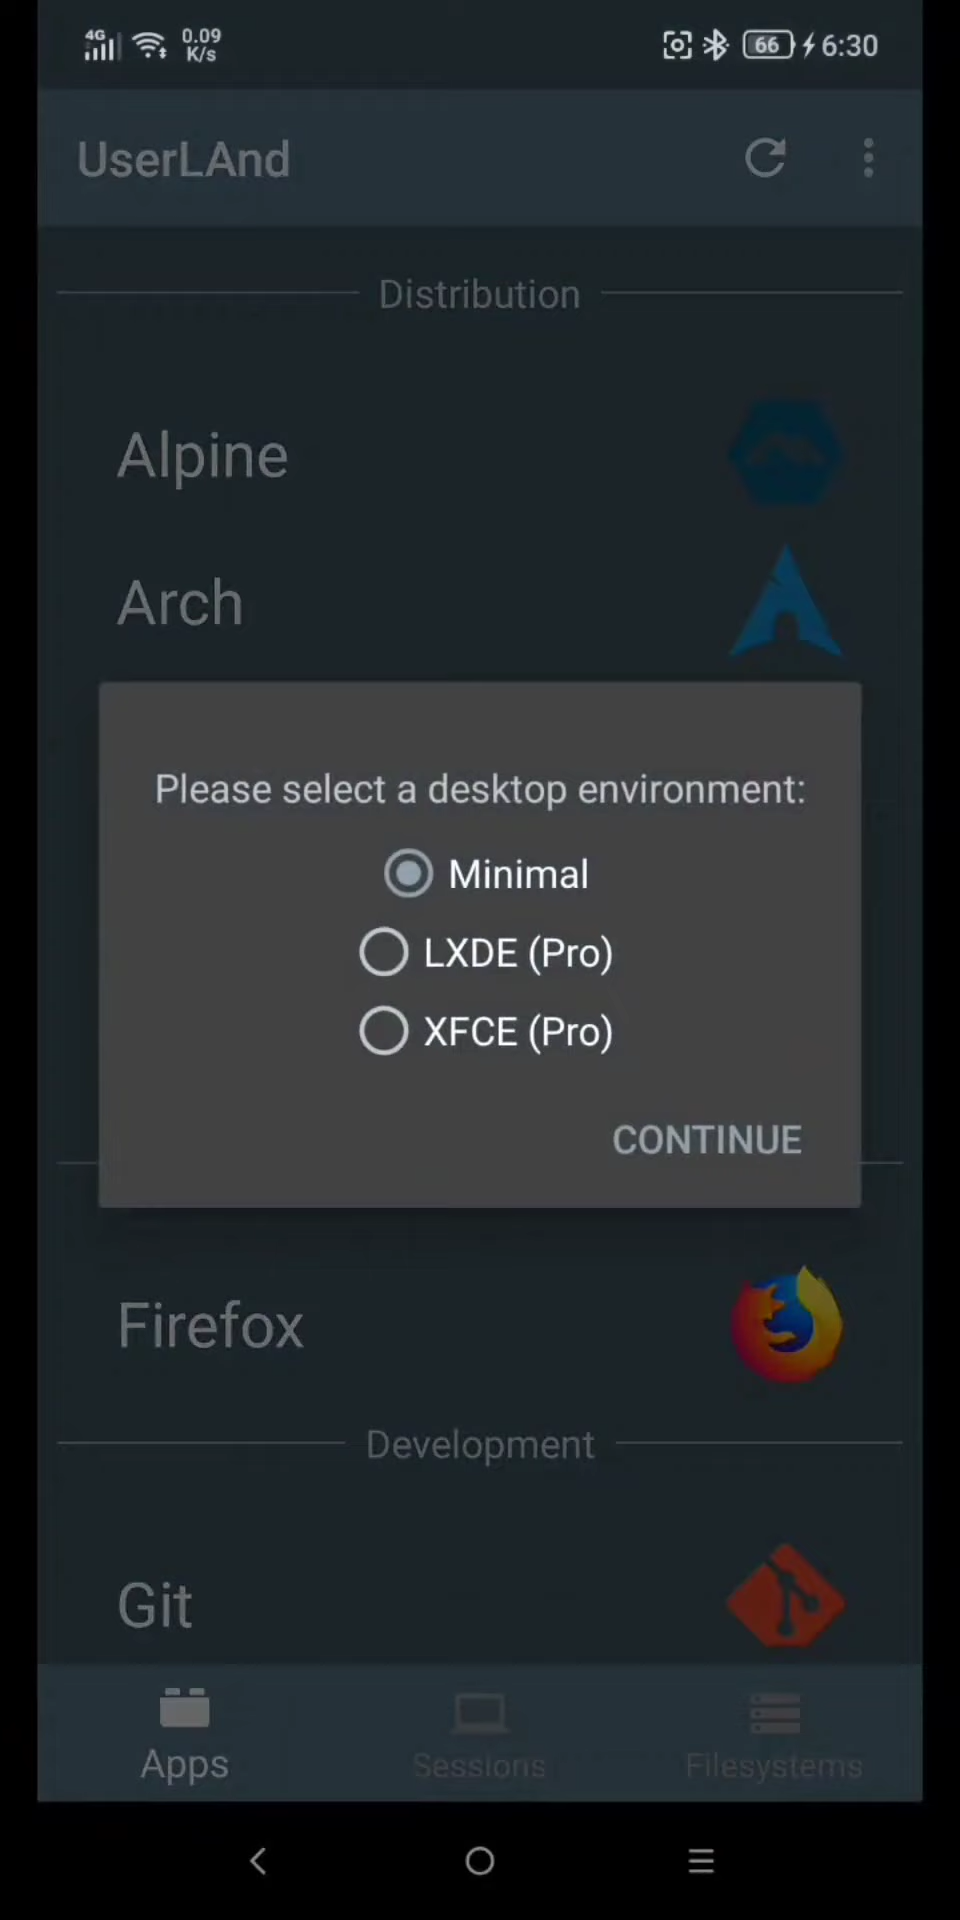 4G 0.09 K/s 66 6:30
UserLAnd
Distribution
Alpine
Arch
Please select a desktop environment:
Minimal
LXDE (Pro)
XFCE (Pro)
CONTINUE
Firefox
Development
Git
Apps Sessions Filesystems